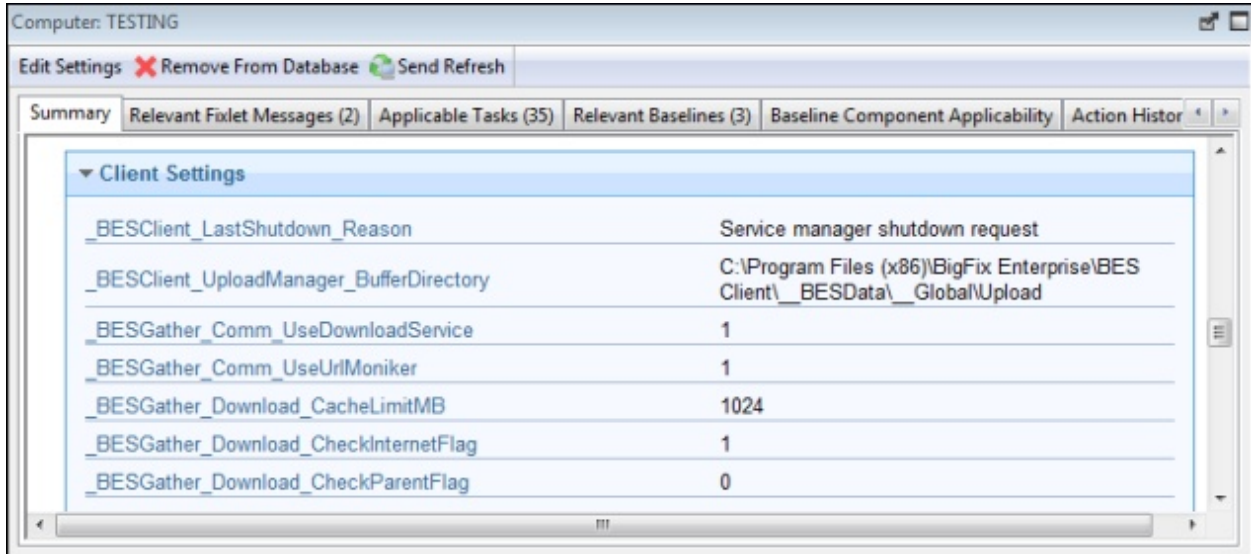 Computer: TESTING
Edit Settings Remove From Database Send Refresh
Summary Relevant Fixlet Messages (2) Applicable Tasks (35) Relevant Baselines (3) Baseline Component Applicability Action Histor
Client Settings
_BESClient_LastShutdown_Reason Service manager shutdown request
_BESClient_UploadManager_BufferDirectory C:\Program Files (x86)\BigFix Enterprise\BES
Client\__BESData\__Global\Upload
_BESGather_Comm_UseDownloadService 1
_BESGather_Comm_UseUrlMoniker 1
_BESGather_Download_CacheLimitMB 1024
_BESGather_Download_CheckInternetFlag 1
_BESGather_Download_CheckParentFlag 0